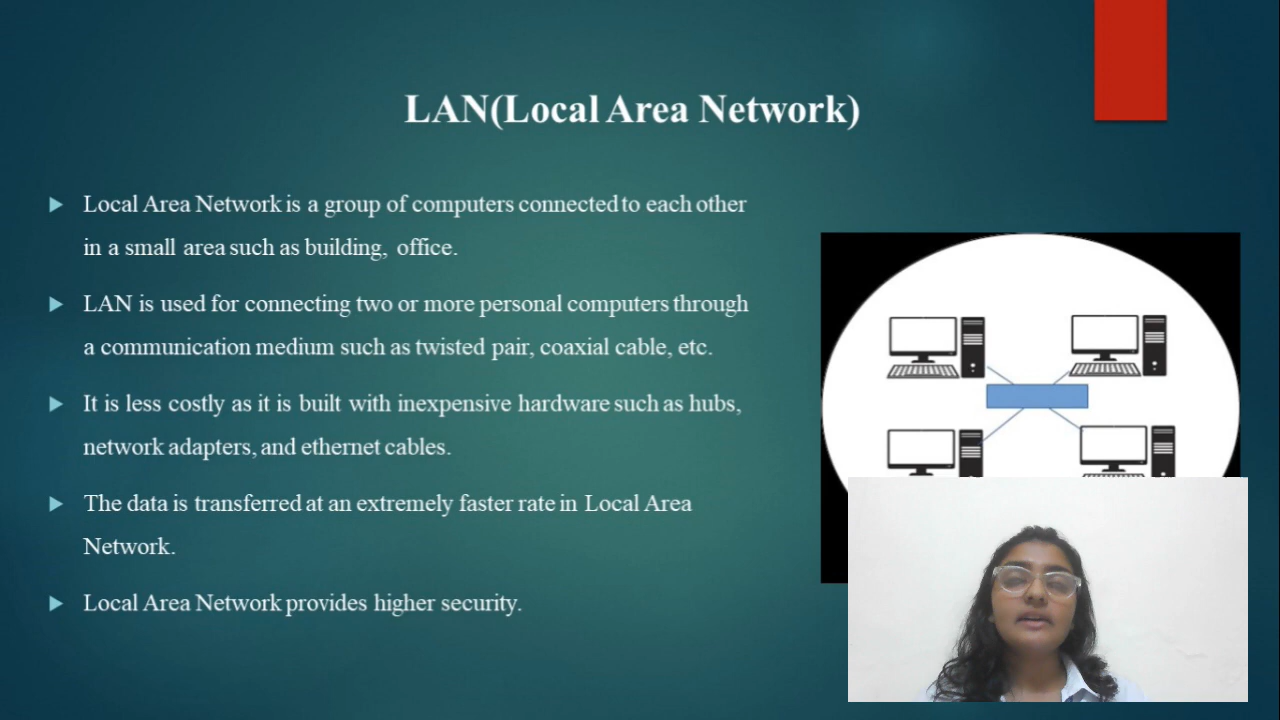 LAN(Local Area Network)
Local Area Network is a group of computers connected to each other
in a small area such as building, office.
LAN is used for connecting two or more personal computers through
a communication medium such as twisted pair, coaxial cable, etc.
It is less costly as it is built with inexpensive hardware such as hubs,
network adapters, and ethernet cables.
The data is transferred at an extremely faster rate in Local Area
Network.
Local Area Network provides higher security.